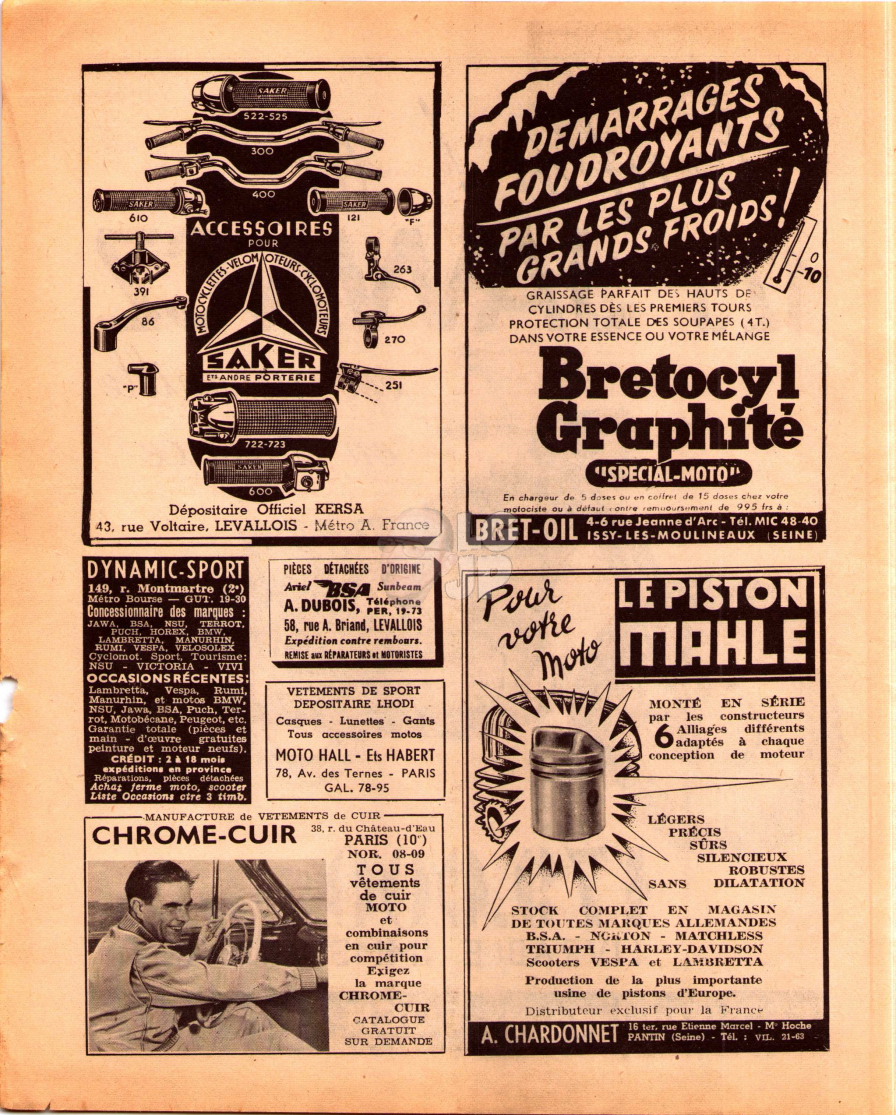 SAKER
522-525
300
400
SAKER
610
SAKER
121
"F"
ACCESSOIRES
POUR
MOTOCYCLETTES-VELOMOTEURS-CYCLOMOTEURS
SAKER
ETS ANDRE PORTERIE
391
86
"P"
263
270
251
722-723
SAKER
600
Dépositaire Officiel KERSA
43, rue Voltaire, LEVALLOIS - Métro A. France
DEMARRAGES
FOUDROYANTS
PAR LES PLUS
GRANDS FROIDS!
0
-10
GRAISSAGE PARFAIT DES HAUTS DE
CYLINDRES DÈS LES PREMIERS TOURS
PROTECTION TOTALE DES SOUPAPES (4T.)
DANS VOTRE ESSENCE OU VOTRE MÉLANGE
Bretocyl
Graphité
"SPECIAL-MOTO"
En chargeur de 5 doses ou en coffret de 15 doses chez votre
motociste ou à défaut contre remboursement de 995 frs à :
BRET-OIL 4-6 rue Jeanne d'Arc - Tél. MIC 48-40
ISSY-LES-MOULINEAUX (SEINE)
DYNAMIC-SPORT
149, r. Montmartre (2e)
Métro Bourse — GUT. 19-30
Concessionnaire des marques :
JAWA, BSA, NSU, TERROT,
PUCH, HOREX, BMW,
LAMBRETTA, MANURHIN,
RUMI, VESPA, VELOSOLEX
Cyclomot. Sport, Tourisme:
NSU - VICTORIA - VIVI
OCCASIONS RÉCENTES:
Lambretta, Vespa, Rumi,
Manurhin, et motos BMW,
NSU, Jawa, BSA, Puch, Ter-
rot, Motobécane, Peugeot, etc.
Garantie totale (pièces et
main - d'œuvre gratuites
peinture et moteur neufs).
CRÉDIT : 2 à 18 mois
expéditions en province
Réparations, pièces détachées
Achat ferme moto, scooter
Liste Occasions ctre 3 timb.
PIÈCES DÉTACHÉES D'ORIGINE
Ariel BSA Sunbeam
A. DUBOIS, Téléphone
PER. 19-73
58, rue A. Briand, LEVALLOIS
Expédition contre rembours.
REMISE aux RÉPARATEURS et MOTORISTES
VETEMENTS DE SPORT
DEPOSITAIRE LHODI
Casques - Lunettes - Gants
Tous accessoires motos
MOTO HALL - Ets HABERT
78, Av. des Ternes - PARIS
GAL. 78-95
MANUFACTURE de VETEMENTS de CUIR
CHROME-CUIR
38, r. du Château-d'Eau
PARIS (10e)
NOR. 08-09
TOUS
vêtements
de cuir
MOTO
et
combinaisons
en cuir pour
compétition
Exigez
la marque
CHROME-
CUIR
CATALOGUE
GRATUIT
SUR DEMANDE
Pour
votre
Moto
LE PISTON
MAHLE
MONTÉ EN SÉRIE
par les constructeurs
6 Alliages différents
adaptés à chaque
conception de moteur
LÉGERS
PRÉCIS
SÛRS
SILENCIEUX
ROBUSTES
SANS DILATATION
STOCK COMPLET EN MAGASIN
DE TOUTES MARQUES ALLEMANDES
B.S.A. - NORTON - MATCHLESS
TRIUMPH - HARLEY-DAVIDSON
Scooters VESPA et LAMBRETTA
Production de la plus importante
usine de pistons d'Europe.
Distributeur exclusif pour la France
A. CHARDONNET 16 ter, rue Etienne Marcel - Mo Hoche
PANTIN (Seine) - Tél. : VIL. 21-63